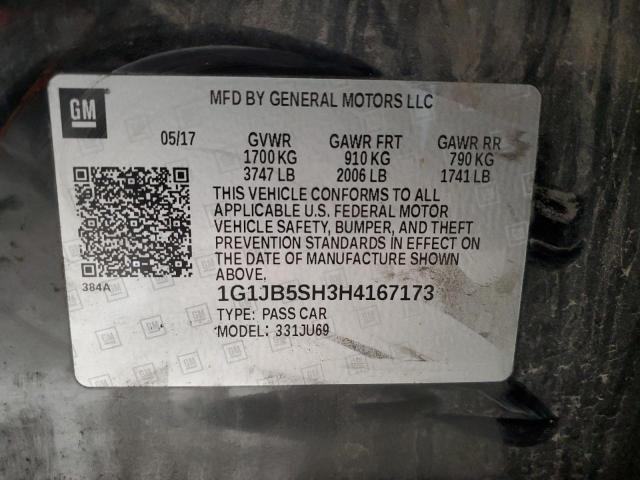 GM
MFD BY GENERAL MOTORS LLC
05/17 GVWR GAWR FRT GAWR RR
1700 KG 910 KG 790 KG
3747 LB 2006 LB 1741 LB
THIS VEHICLE CONFORMS TO ALL
APPLICABLE U.S. FEDERAL MOTOR
VEHICLE SAFETY, BUMPER, AND THEFT
PREVENTION STANDARDS IN EFFECT ON
THE DATE OF MANUFACTURE SHOWN
ABOVE.
384A
1G1JB5SH3H4167173
TYPE: PASS CAR
MODEL: 331JU69